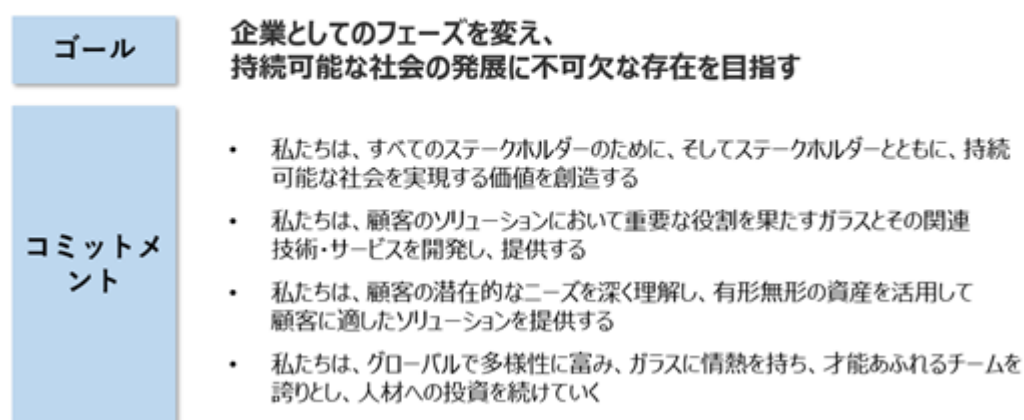 ゴール
企業としてのフェーズを変え、
持続可能な社会の発展に不可欠な存在を目指す
コミットメ
ント
• 私たちは、すべてのステークホルダーのために、そしてステークホルダーとともに、持続
可能な社会を実現する価値を創造する
• 私たちは、顧客のソリューションにおいて重要な役割を果たすガラスとその関連
技術・サービスを開発し、提供する
• 私たちは、顧客の潜在的なニーズを深く理解し、有形無形の資産を活用して
顧客に適したソリューションを提供する
• 私たちは、グローバルで多様性に富み、ガラスに情熱を持ち、才能あふれるチームを
誇りとし、人材への投資を続けていく